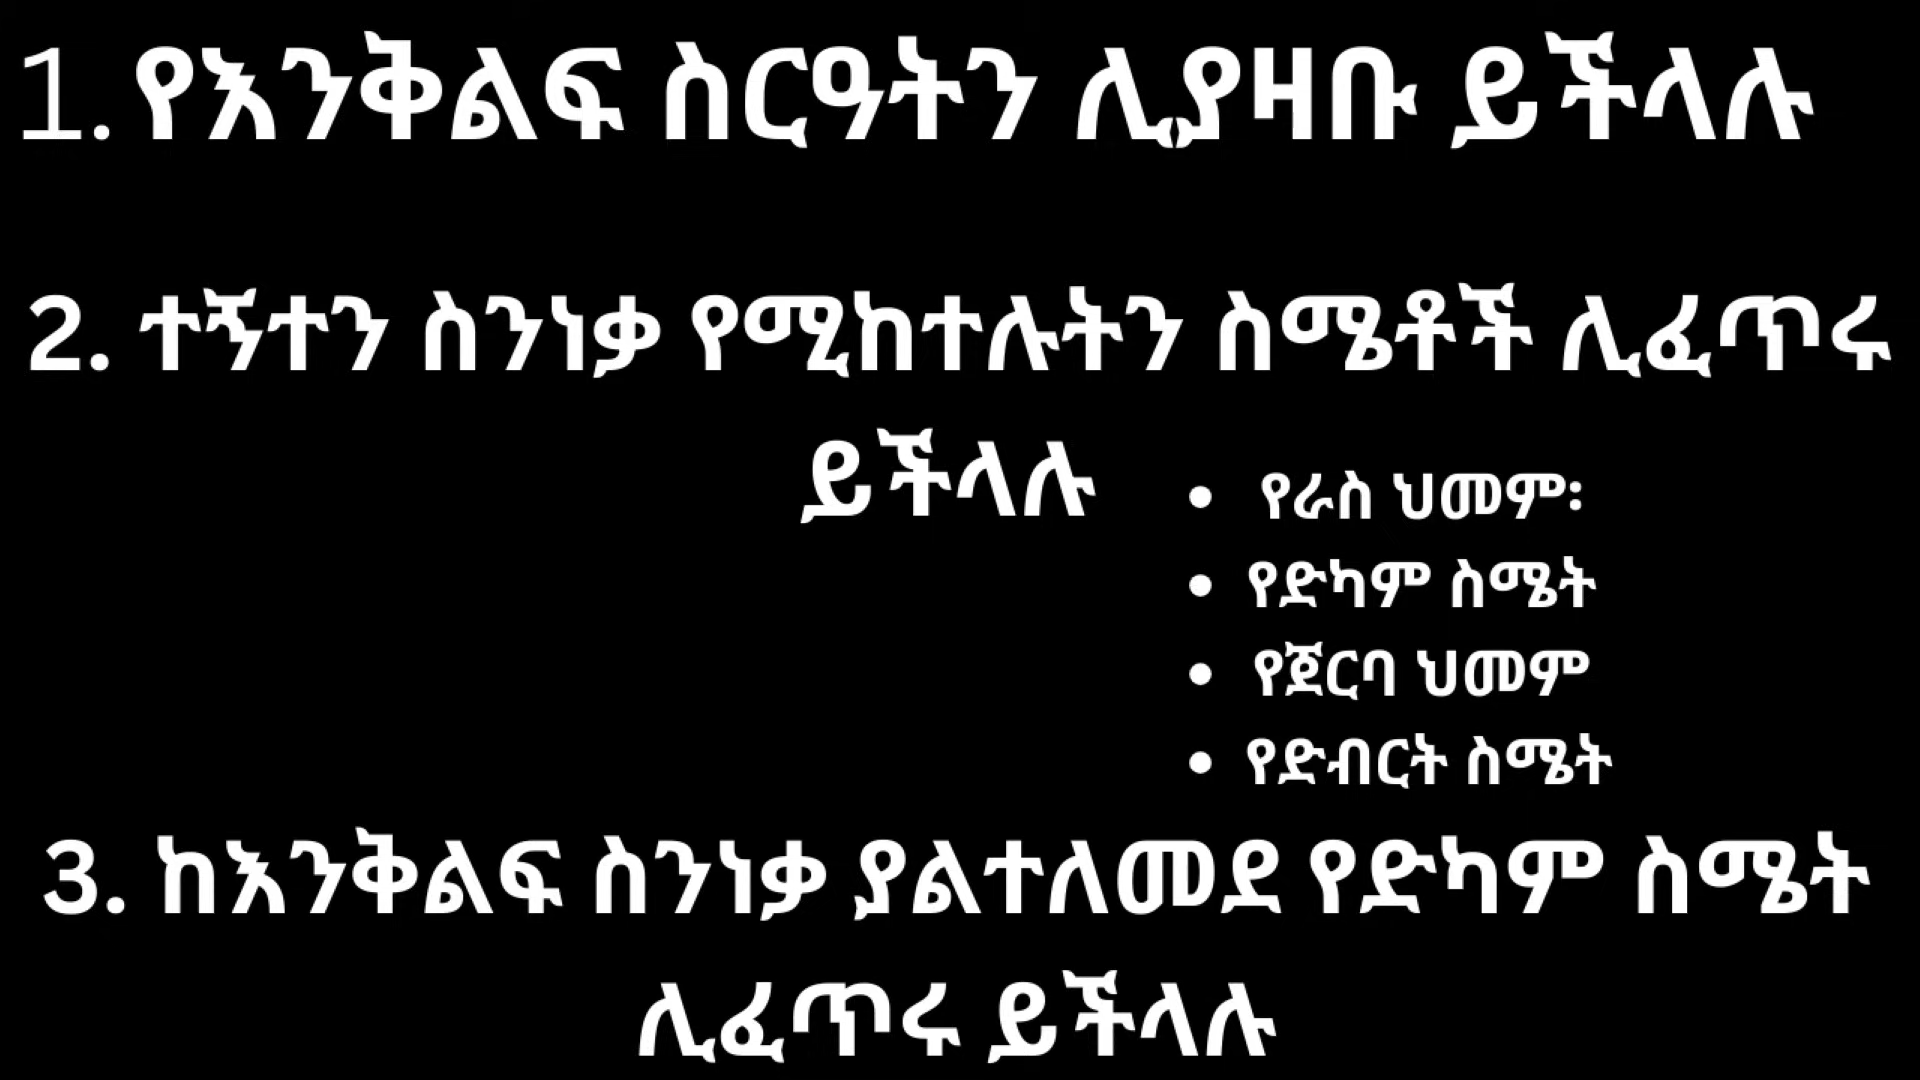 1. የእንቅልፍ ስርዓትን ሊያዛቡ ይችላሉ
2. ተኝተን ስንነቃ የሚከተሉትን ስሜቶች ሊፈጥሩ
ይችላሉ
• የራስ ህመም፡
• የድካም ስሜት
• የጀርባ ህመም
• የድብርት ስሜት
3. ከእንቅልፍ ስንነቃ ያልተለመደ የድካም ስሜት
ሊፈጥሩ ይችላሉ